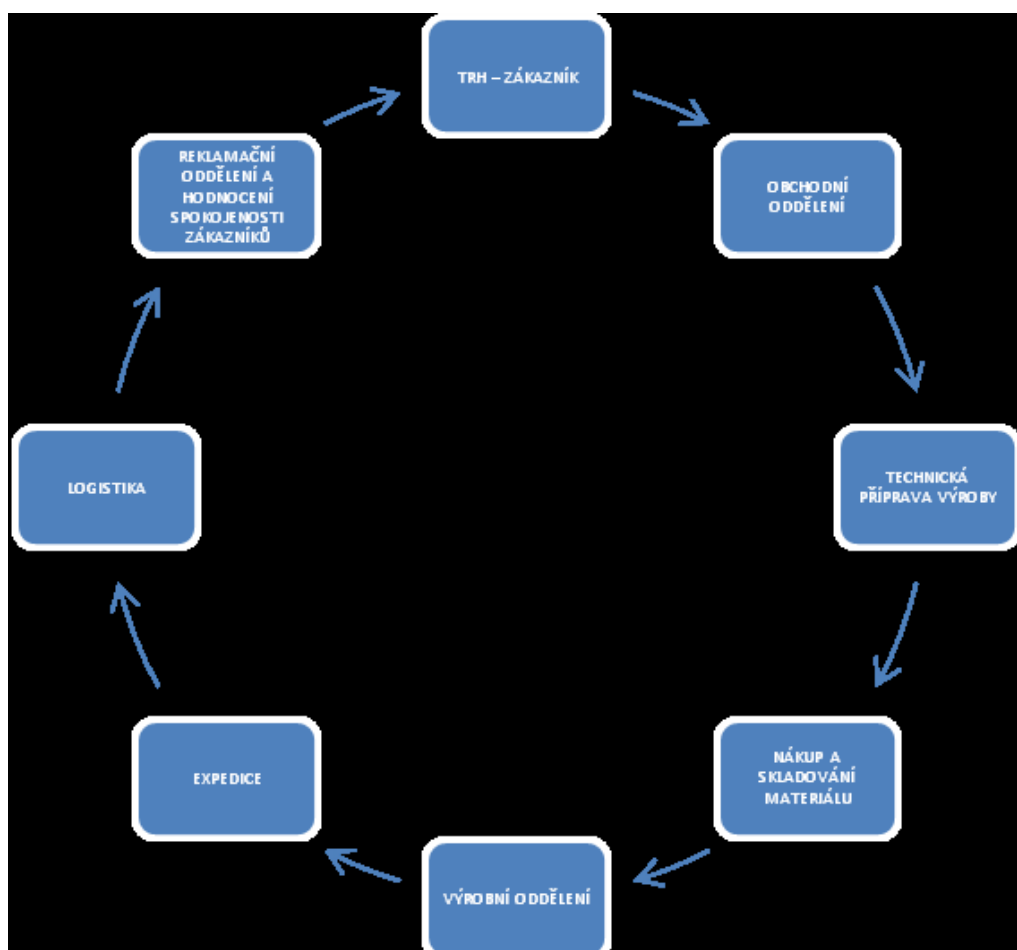 TRH – ZÁKAZNÍK
OBCHODNÍ
ODDĚLENÍ
TECHNICKÁ
PŘÍPRAVA VÝROBY
NÁKUP A
SKLADOVÁNÍ
MATERIÁLU
VÝROBNÍ ODDĚLENÍ
EXPEDICE
LOGISTIKA
REKLAMAČNÍ
ODDĚLENÍ A
HODNOCENÍ
SPOKOJENOSTI
ZÁKAZNÍKŮ